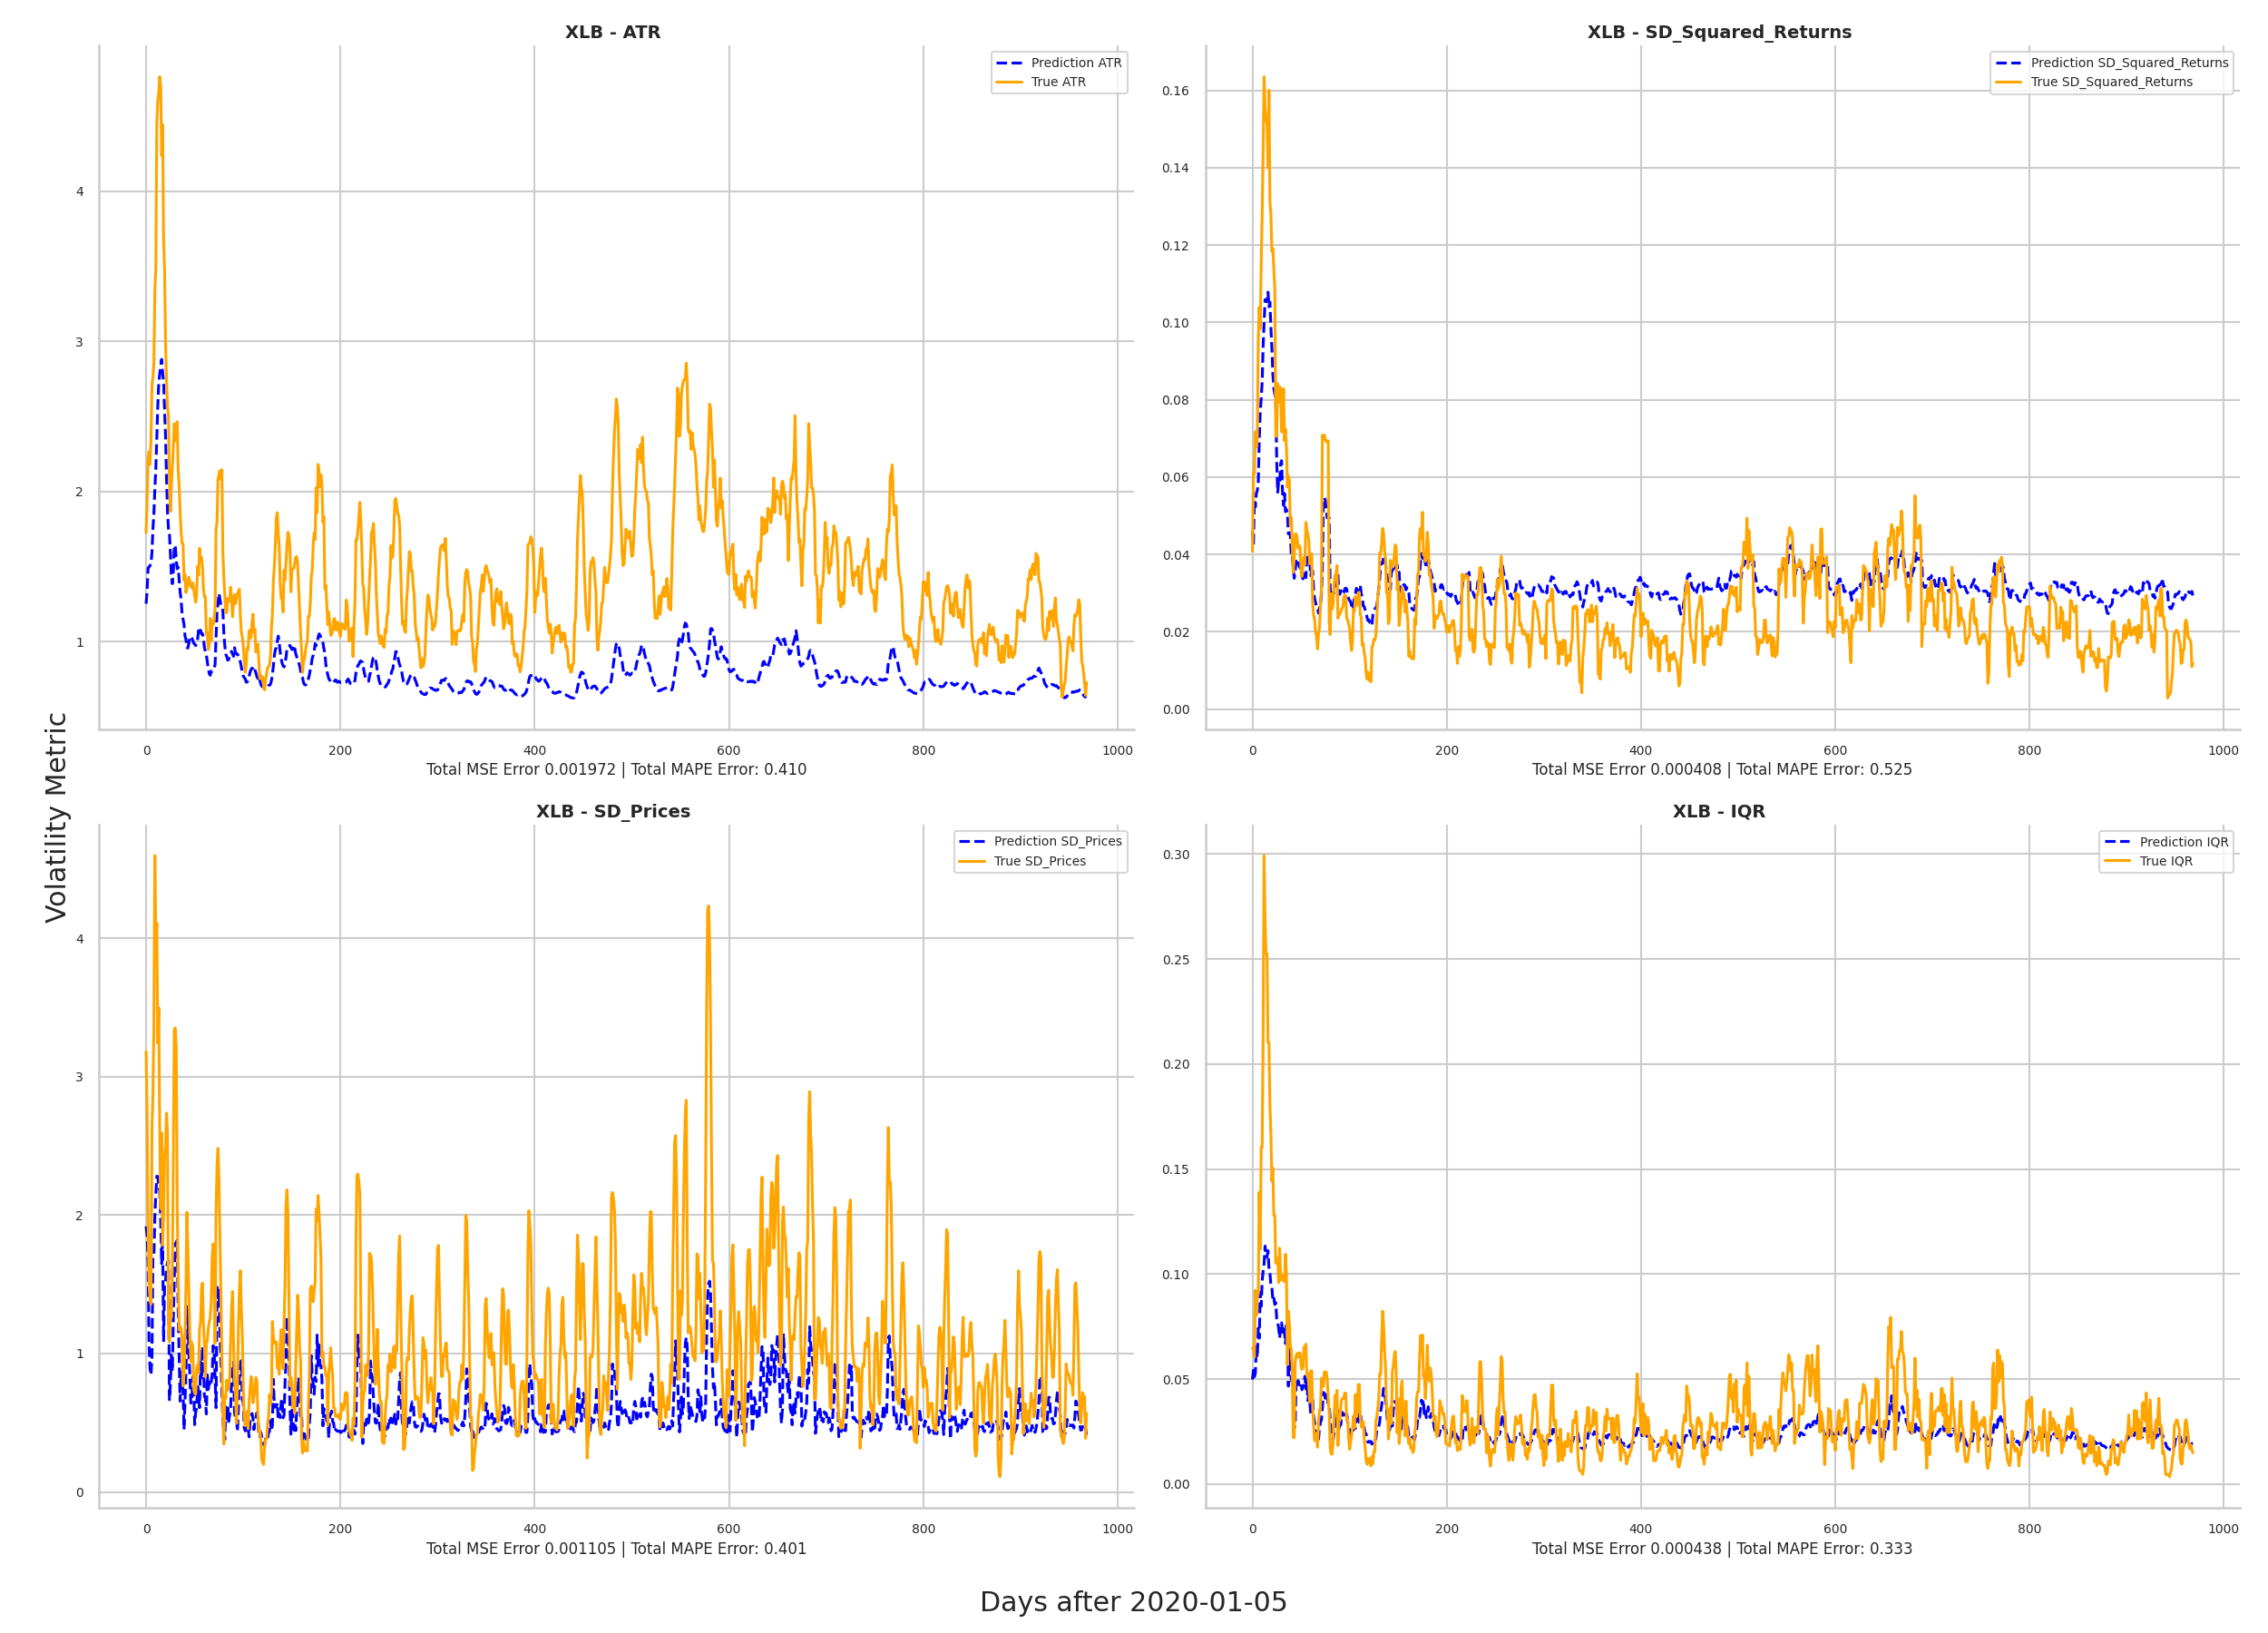 XLB - ATR
Prediction ATR
True ATR
4
3
2
1
0 200 400 600 800 1000
Total MSE Error 0.001972 | Total MAPE Error: 0.410
XLB - SD_Squared_Returns
Prediction SD_Squared_Returns
True SD_Squared_Returns
0.16
0.14
0.12
0.10
0.08
0.06
0.04
0.02
0.00
0 200 400 600 800 1000
Total MSE Error 0.000408 | Total MAPE Error: 0.525
Volatility Metric
XLB - SD_Prices
Prediction SD_Prices
True SD_Prices
4
3
2
1
0
0 200 400 600 800 1000
Total MSE Error 0.001105 | Total MAPE Error: 0.401
XLB - IQR
Prediction IQR
True IQR
0.30
0.25
0.20
0.15
0.10
0.05
0.00
0 200 400 600 800 1000
Total MSE Error 0.000438 | Total MAPE Error: 0.333
Days after 2020-01-05